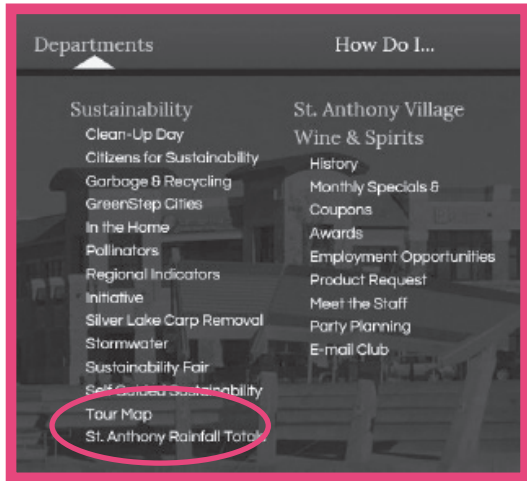 Departments
How Do I...
Sustainability
Clean-Up Day
Citizens for Sustainability
Garbage & Recycling
GreenStep Cities
In the Home
Pollinators
Regional Indicators
Initiative
Silver Lake Carp Removal
Stormwater
Sustainability Fair
Self Guided Sustainability
Tour Map
St. Anthony Rainfall Totals
St. Anthony Village
Wine & Spirits
History
Monthly Specials &
Coupons
Awards
Employment Opportunities
Product Request
Meet the Staff
Party Planning
E-mail Club